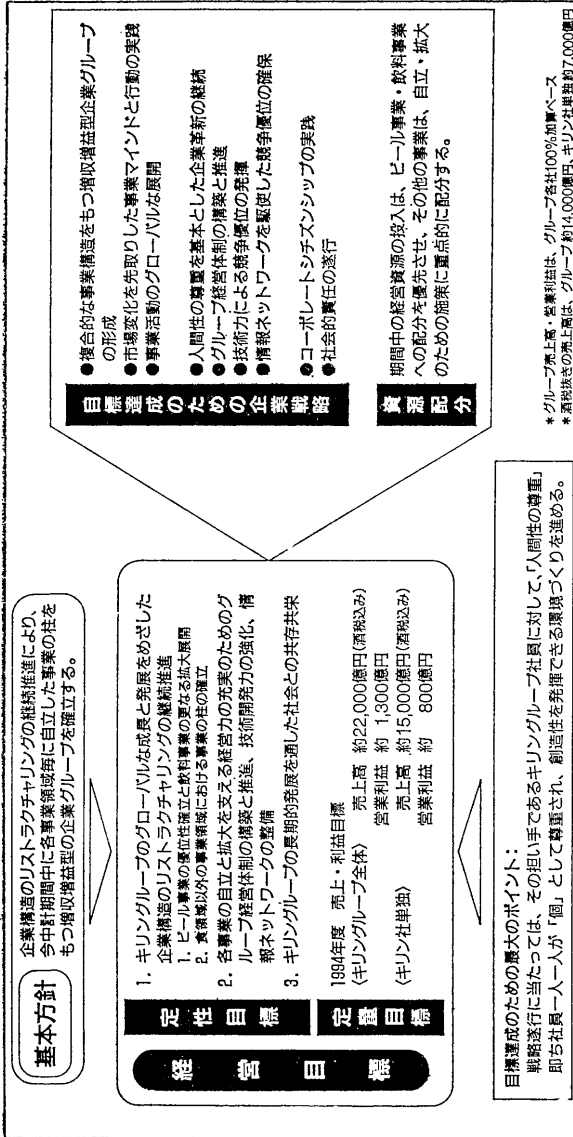 基本方針
企業構造のリストラクチャリングの継続推進により、
今中計期間中に各事業領域毎に自立した事業の柱を
もつ増収増益型の企業グループを確立する。
経営目標
定性目標
1. キリングループのグローバルな成長と発展をめざした
企業構造のリストラクチャリングの継続推進
1. ビール事業の優位性確立と飲料事業の更なる拡大展開
2. 食領域以外の事業領域における事業の柱の確立
2. 各事業の自立と拡大を支える経営力の充実のためのグ
ループ経営体制の構築と推進、技術開発力の強化、情
報ネットワークの整備
3. キリングループの長期的発展を通した社会との共存共栄
定量目標
1994年度 売上・利益目標
〈キリングループ全体〉 売上高 約22,000億円(酒税込み)
営業利益 約 1,300億円
〈キリン社単独〉 売上高 約15,000億円(酒税込み)
営業利益 約 800億円
目標達成のための最大のポイント：
戦略遂行に当たっては、その担い手であるキリングループ社員に対して、「人間性の尊重」
即ち社員一人一人が「個」として尊重され、創造性を発揮できる環境づくりを進める。
目標達成のための企業戦略
●複合的な事業構造をもつ増収増益型企業グループ
の形成
●市場変化を先取りした事業マインドと行動の実践
●事業活動のグローバルな展開
●人間性の尊重を基本とした企業革新の継続
●グループ経営体制の構築と推進
●技術力による競争優位の発揮
●情報ネットワークを駆使した競争優位の確保
●コーポレートシチズンシップの実践
●社会的責任の遂行
資源配分
期間中の経営資源の投入は、ビール事業・飲料事業
への配分を優先させ、その他の事業は、自立・拡大
のための施策に重点的に配分する。
＊グループ売上高・営業利益は、グループ各社100%加算ベース
＊酒税抜きの売上高は、グループ約14,000億円、キリン社単独約7,000億円